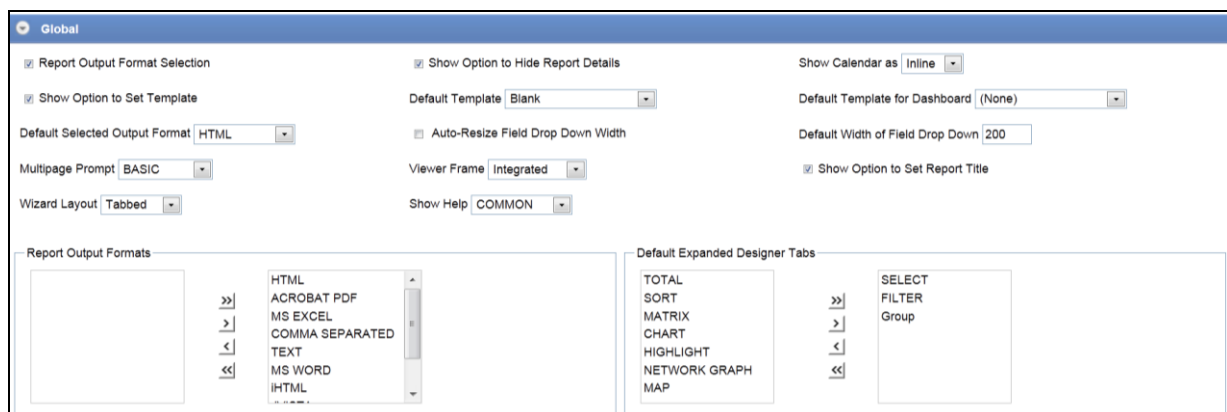 Global
Report Output Format Selection
Show Option to Hide Report Details
Show Calendar as Inline
Show Option to Set Template
Default Template Blank
Default Template for Dashboard (None)
Default Selected Output Format HTML
Auto-Resize Field Drop Down Width
Default Width of Field Drop Down 200
Multipage Prompt BASIC
Viewer Frame Integrated
Show Option to Set Report Title
Wizard Layout Tabbed
Show Help COMMON
Report Output Formats
HTML
ACROBAT PDF
MS EXCEL
COMMA SEPARATED
TEXT
MS WORD
iHTML
Default Expanded Designer Tabs
TOTAL
SORT
MATRIX
CHART
HIGHLIGHT
NETWORK GRAPH
MAP
SELECT
FILTER
Group